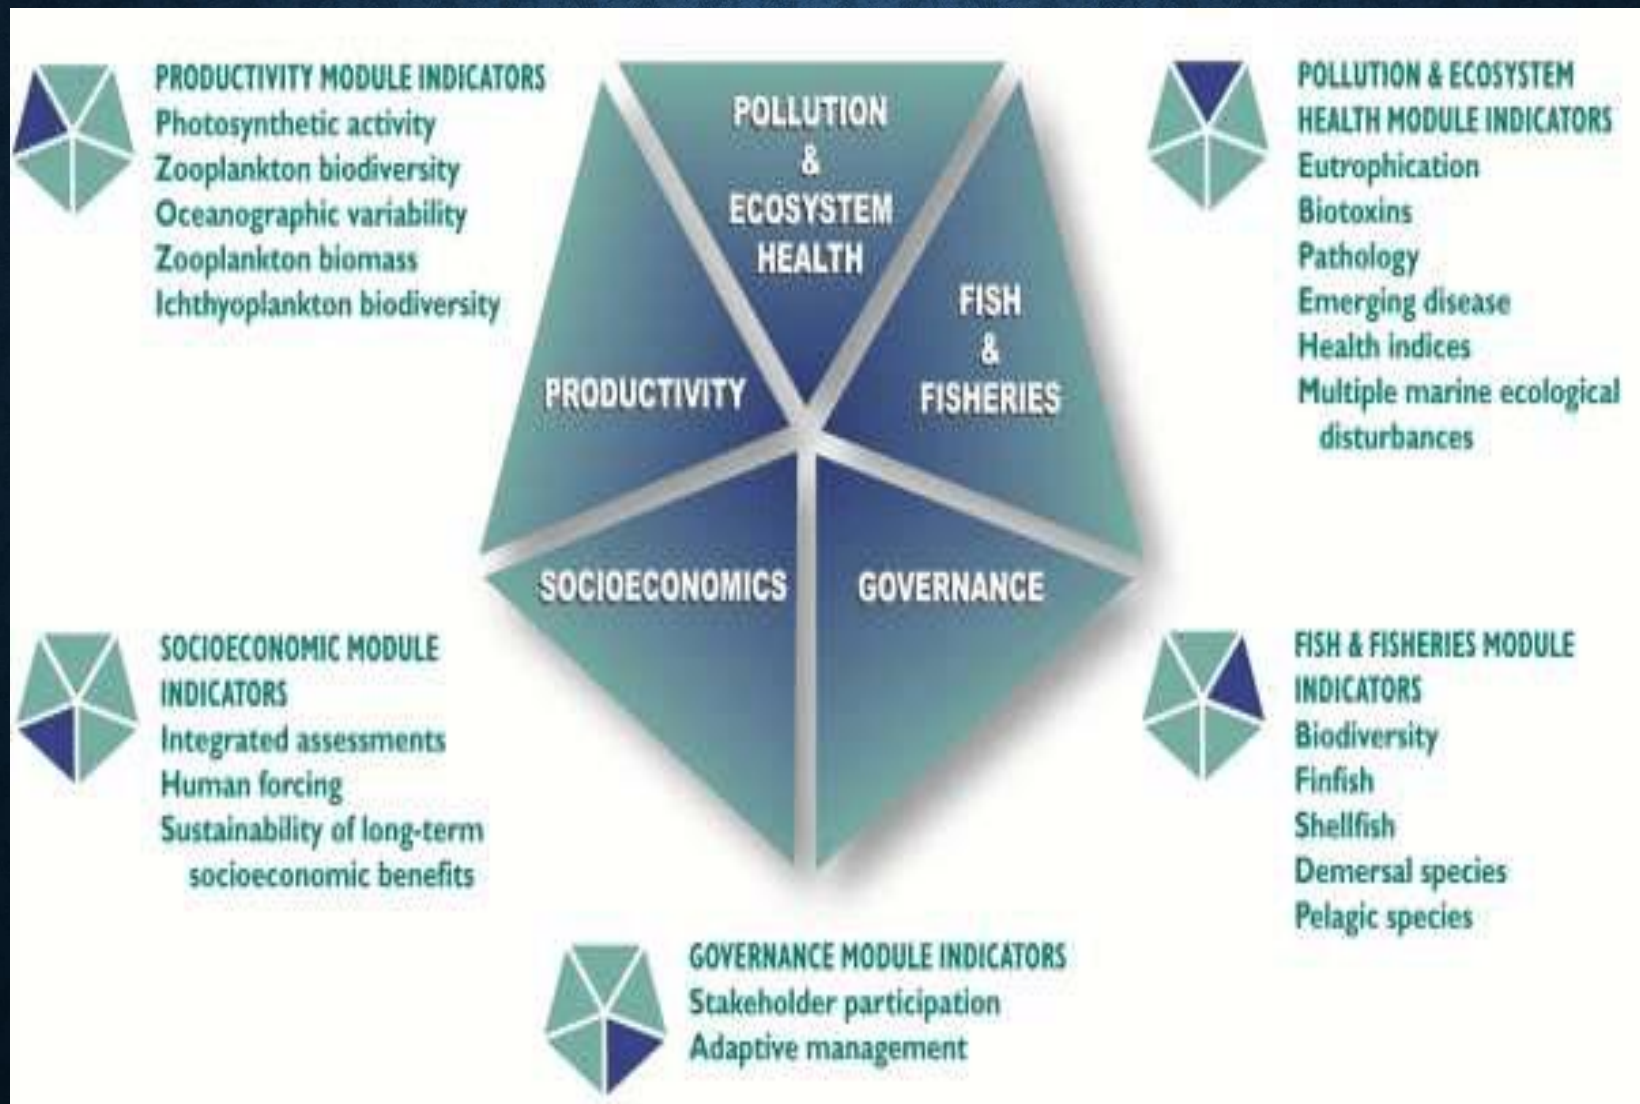 PRODUCTIVITY MODULE INDICATORS
Photosynthetic activity
Zooplankton biodiversity
Oceanographic variability
Zooplankton biomass
Ichthyoplankton biodiversity
POLLUTION
&
ECOSYSTEM
HEALTH
FISH
&
FISHERIES
PRODUCTIVITY
SOCIOECONOMICS
GOVERNANCE
POLLUTION & ECOSYSTEM
HEALTH MODULE INDICATORS
Eutrophication
Biotoxins
Pathology
Emerging disease
Health indices
Multiple marine ecological
disturbances
SOCIOECONOMIC MODULE
INDICATORS
Integrated assessments
Human forcing
Sustainability of long-term
socioeconomic benefits
FISH & FISHERIES MODULE
INDICATORS
Biodiversity
Finfish
Shellfish
Demersal species
Pelagic species
GOVERNANCE MODULE INDICATORS
Stakeholder participation
Adaptive management